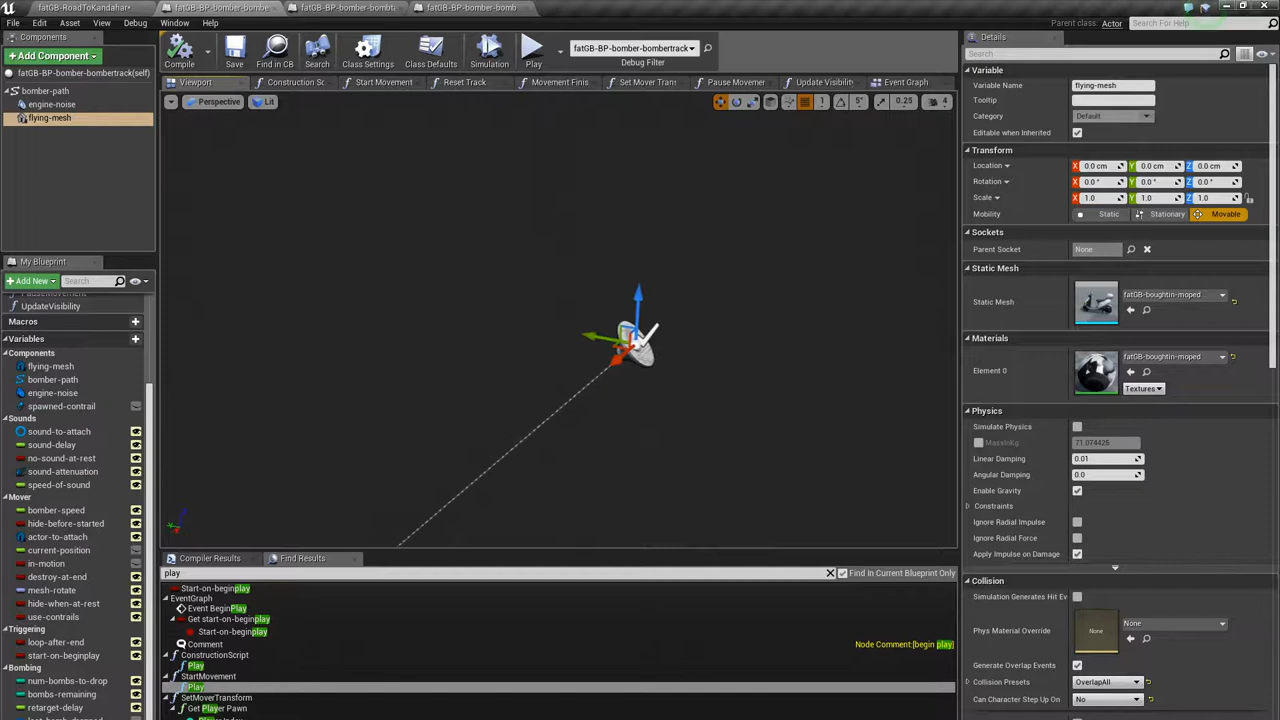 fatGB-RoadToKandahar*
fatGB-BP-bomber-bombe
fatGB-BP-bomber-bombt
fatGB-BP-bomber-bombe
File Edit Asset View Debug Window Help
Parent class: Actor
Search For Help
Components
Details
Add Component
Compile Save Find in CB Search Class Settings Class Defaults Simulation Play
fatGB-BP-bomber-bombertrack
Debug Filter
Search
fatGB-BP-bomber-bombertrack(self)
Variable
Viewport Construction Sc Start Movement Reset Track Movement Finis Set Mover Tran Pause Movemer Update Visibility Event Graph
bomber-path
Variable Name flying-mesh
engine-noise
Perspective Lit 5° 0.25 4
Tooltip
flying-mesh
Category Default
Editable when Inherited
Transform
Location X 0.0 cm Y 0.0 cm Z 0.0 cm
Rotation X 0.0 ° Y 0.0 ° Z 0.0 °
Scale X 1.0 Y 1.0 Z 1.0
Mobility Static Stationary Movable
Sockets
Parent Socket None
My Blueprint
Static Mesh
Add New Search
Static Mesh fatGB-boughtin-moped
PauseMovement
UpdateVisibility
Macros
Variables
Materials
Components
Element 0 fatGB-boughtin-moped
flying-mesh
bomber-path
Textures
engine-noise
spawned-contrail
Physics
Sounds
Simulate Physics
sound-to-attach
MassInKg 71.074425
sound-delay
Linear Damping 0.01
no-sound-at-rest
Angular Damping 0.0
sound-attenuation
Enable Gravity
speed-of-sound
Constraints
Mover
Ignore Radial Impulse
bomber-speed
hide-before-started
Ignore Radial Force
actor-to-attach
Apply Impulse on Damage
current-position
Compiler Results Find Results
in-motion
play
Find In Current Blueprint Only
Collision
destroy-at-end
Start-on-beginplay
Simulation Generates Hit Ev
mesh-rotate
EventGraph
hide-when-at-rest
Event BeginPlay
use-contrails
Get start-on-beginplay
Phys Material Override None None
Triggering
Start-on-beginplay
loop-after-end
Comment Node Comment:[begin play]
start-on-beginplay
ConstructionScript
Generate Overlap Events
Bombing
Play
num-bombs-to-drop
StartMovement
Collision Presets OverlapAll
bombs-remaining
Play
Can Character Step Up On No
retarget-delay
SetMoverTransform
Get Player Pawn
last-bomb-dropped
Player Index